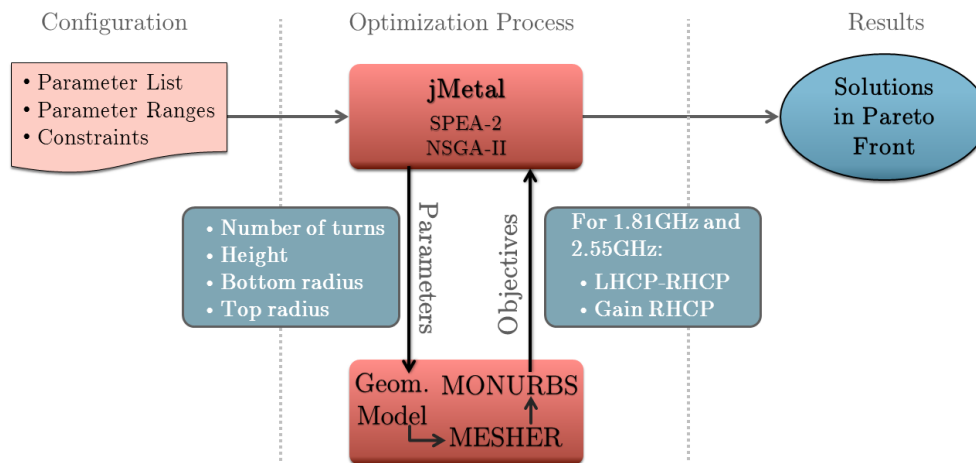 Configuration
Optimization Process
Results
• Parameter List
• Parameter Ranges
• Constraints
jMetal
SPEA-2
NSGA-II
Solutions
in Pareto
Front
• Number of turns
• Height
• Bottom radius
• Top radius
Parameters
Objectives
For 1.81GHz and
2.55GHz:
• LHCP-RHCP
• Gain RHCP
Geom.
Model
MONURBS
MESHER